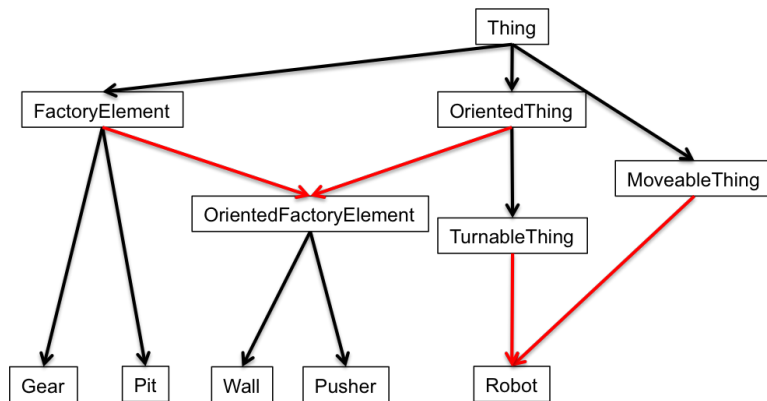 Thing
FactoryElement
OrientedThing
MoveableThing
OrientedFactoryElement
TurnableThing
Gear
Pit
Wall
Pusher
Robot